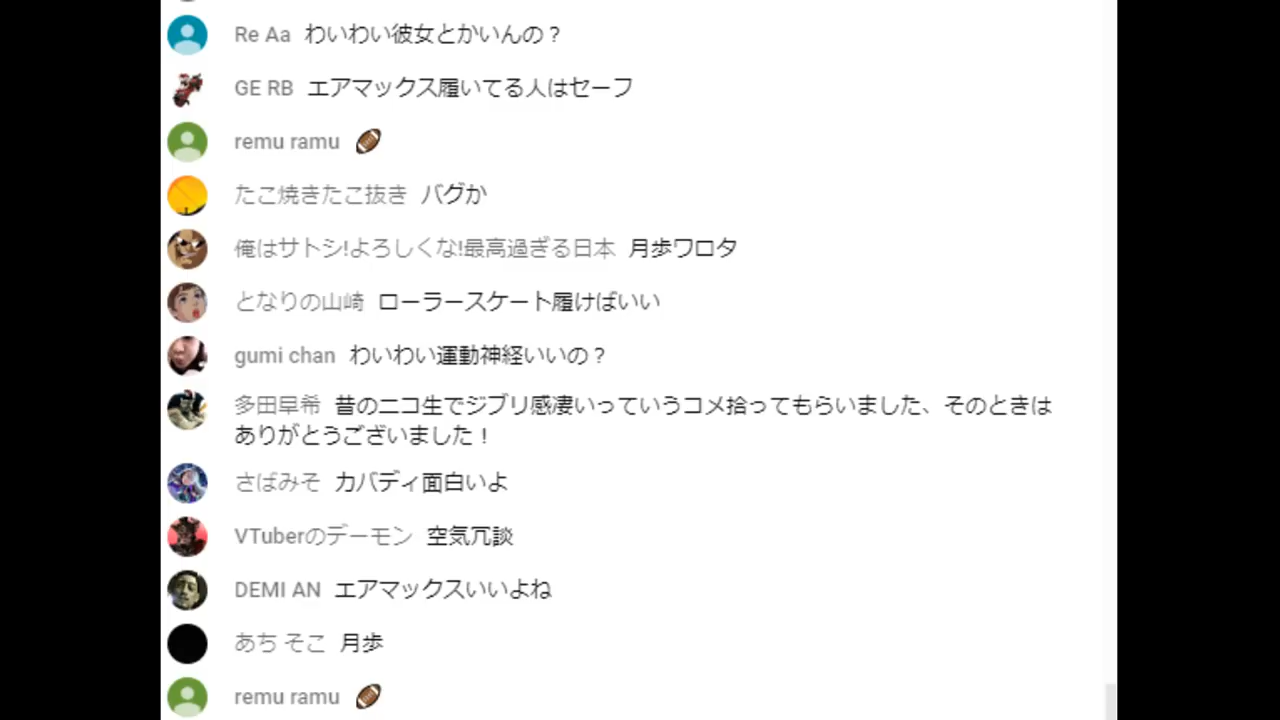 Re Aa わいわい彼女とかいんの？
GE RB エアマックス履いてる人はセーフ
remu ramu 🏈
たこ焼きたこ抜き バグか
俺はサトシ!よろしくな!最高過ぎる日本 月歩ワロタ
となりの山崎 ローラースケート履けばいい
gumi chan わいわい運動神経いいの？
多田早希 昔のニコ生でジブリ感凄いっていうコメ拾ってもらいました、そのときは
ありがとうございました！
さばみそ カバディ面白いよ
VTuberのデーモン 空気冗談
DEMI AN エアマックスいいよね
あち そこ 月歩
remu ramu 🏈